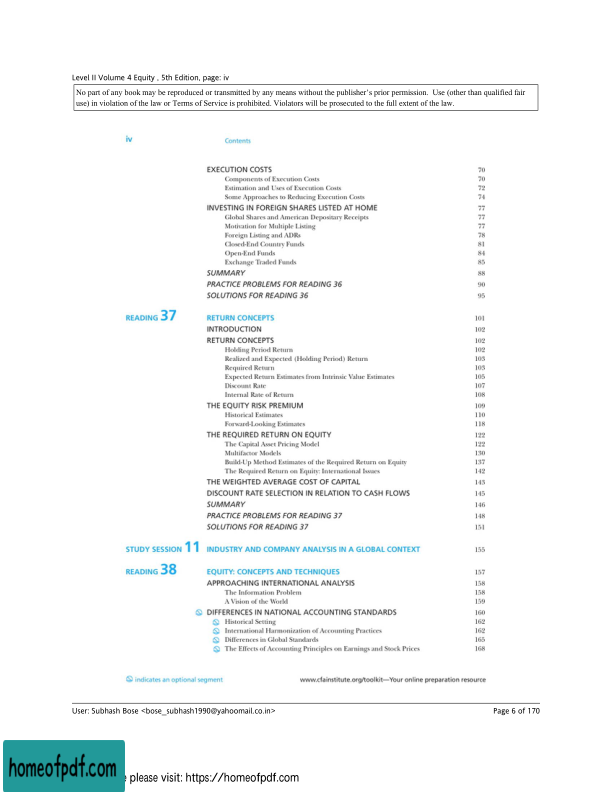 Level II Volume 4 Equity , 5th Edition, page: iv
No part of any book may be reproduced or transmitted by any means without the publisher's prior permission. Use (other than qualified fair
use) in violation of the law or Terms of Service is prohibited. Violators will be prosecuted to the full extent of the law.
iv Contents
EXECUTION COSTS 70
Components of Execution Costs 70
Estimation and Uses of Execution Costs 72
Some Approaches to Reducing Execution Costs 74
INVESTING IN FOREIGN SHARES LISTED AT HOME 77
Global Shares and American Depositary Receipts 77
Motivation for Multiple Listing 77
Foreign Listing and ADRs 78
Closed-End Country Funds 81
Open-End Funds 84
Exchange Traded Funds 85
SUMMARY 88
PRACTICE PROBLEMS FOR READING 36 90
SOLUTIONS FOR READING 36 95
READING 37 RETURN CONCEPTS 101
INTRODUCTION 102
RETURN CONCEPTS 102
Holding Period Return 102
Realized and Expected (Holding Period) Return 103
Required Return 103
Expected Return Estimates from Intrinsic Value Estimates 105
Discount Rate 107
Internal Rate of Return 108
THE EQUITY RISK PREMIUM 109
Historical Estimates 110
Forward-Looking Estimates 118
THE REQUIRED RETURN ON EQUITY 122
The Capital Asset Pricing Model 122
Multifactor Models 130
Build-Up Method Estimates of the Required Return on Equity 137
The Required Return on Equity: International Issues 142
THE WEIGHTED AVERAGE COST OF CAPITAL 143
DISCOUNT RATE SELECTION IN RELATION TO CASH FLOWS 145
SUMMARY 146
PRACTICE PROBLEMS FOR READING 37 148
SOLUTIONS FOR READING 37 151
STUDY SESSION 11 INDUSTRY AND COMPANY ANALYSIS IN A GLOBAL CONTEXT 155
READING 38 EQUITY: CONCEPTS AND TECHNIQUES 157
APPROACHING INTERNATIONAL ANALYSIS 158
The Information Problem 158
A Vision of the World 159
DIFFERENCES IN NATIONAL ACCOUNTING STANDARDS 160
Historical Setting 162
International Harmonization of Accounting Practices 162
Differences in Global Standards 165
The Effects of Accounting Principles on Earnings and Stock Prices 168
indicates an optional segment www.cfainstitute.org/toolkit—Your online preparation resource
User: Subhash Bose <bose_subhash1990@yahoomail.co.in> Page 6 of 170
homeofpdf.com please visit: https://homeofpdf.com